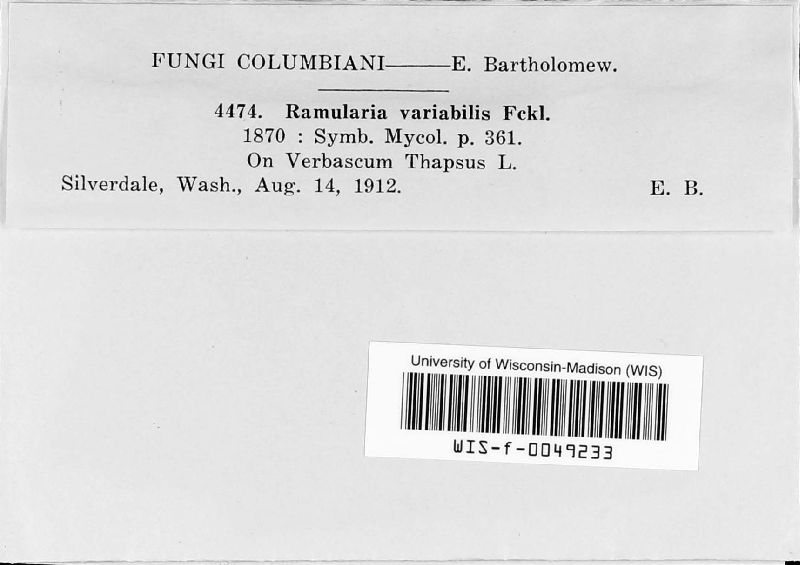 FUNGI COLUMBIANI——E. Bartholomew.
4474. Ramularia variabilis Fckl.
1870 : Symb. Mycol. p. 361.
On Verbascum Thapsus L.
Silverdale, Wash., Aug. 14, 1912. E. B.
University of Wisconsin-Madison (WIS)
WIS-f-0049233